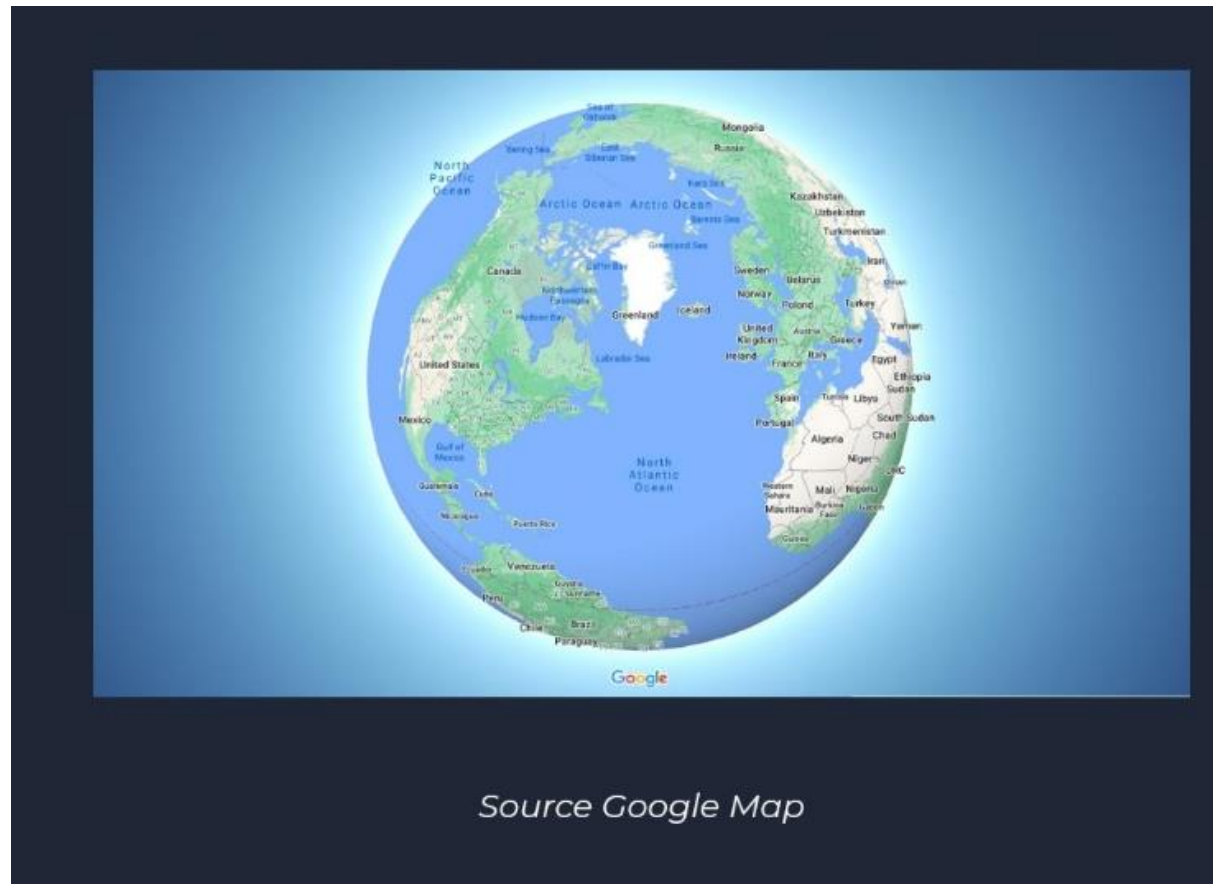 Sea of
Okhotsk
Mongolia
Bering Sea
East
Siberian Sea
Russia
North
Pacific
Ocean
Kara Sea
Kazakhstan
Arctic Ocean
Arctic Ocean
Uzbekistan
Barents Sea
Turkmenistan
Greenland Sea
Iran
Canada
Baffin Bay
Sweden
Belarus
Oman
Northwestern
Passages
Norway
Poland
Turkey
Hudson Bay
Greenland
Iceland
United
Kingdom
Austria
Greece
Yemen
Ireland
Labrador Sea
France
Italy
Egypt
United States
Ethiopia
Sudan
Spain
Tunisia
Libya
Mexico
Portugal
South Sudan
Algeria
Chad
Gulf of
Mexico
Niger
DRC
North
Atlantic
Ocean
Guatemala
Cuba
Western
Sahara
Mali
Nigeria
Mauritania
Burkina
Faso
Gabon
Nicaragua
Puerto Rico
Guinea
Ecuador
Venezuela
Guyana
Suriname
Peru
Chile
Brazil
Paraguay
Google
Source Google Map